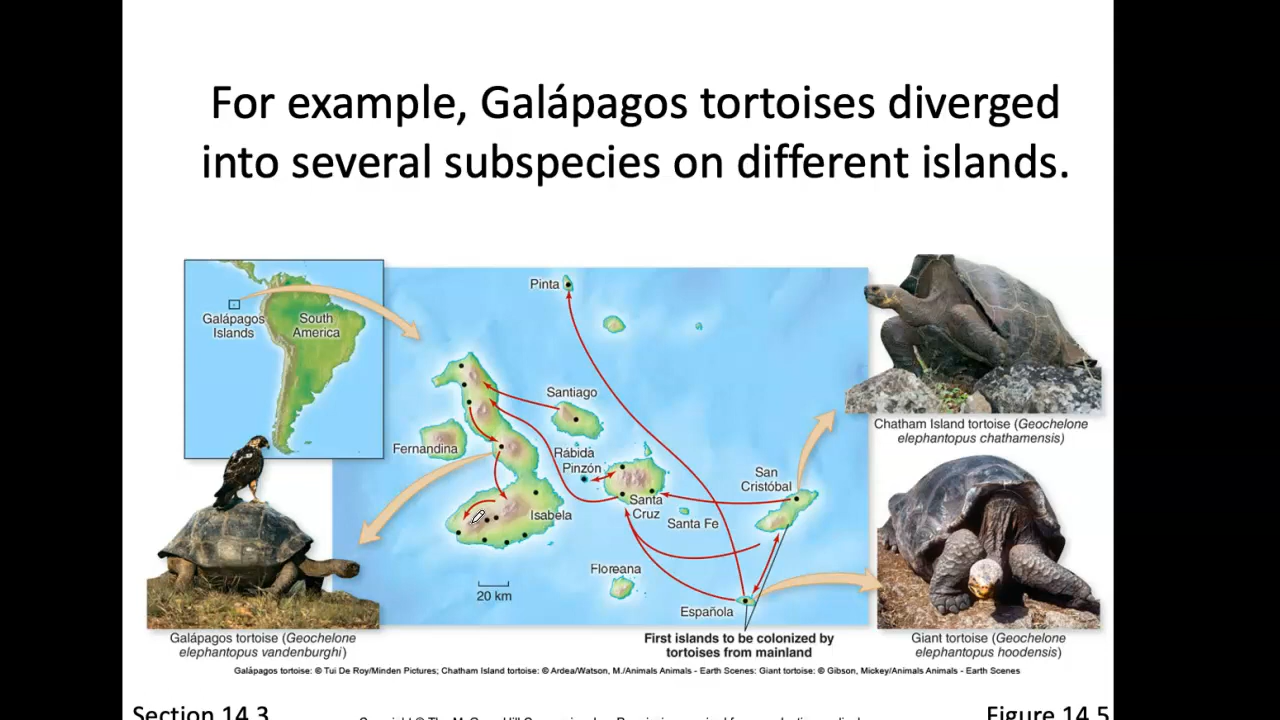 For example, Galápagos tortoises diverged
into several subspecies on different islands.
Galápagos
Islands
South
America
Pinta
Santiago
Fernandina
Rábida
Pinzón
Isabela
Santa
Cruz
Santa Fe
San
Cristóbal
Floreana
Española
20 km
First islands to be colonized by
tortoises from mainland
Chatham Island tortoise (Geochelone
elephantopus chathamensis)
Galápagos tortoise (Geochelone
elephantopus vandenburghi)
Giant tortoise (Geochelone
elephantopus hoodensis)
Galápagos tortoise: © Tui De Roy/Minden Pictures; Chatham Island tortoise: © Ardea/Watson, M./Animals Animals - Earth Scenes: Giant tortoise: © Gibson, Mickey/Animals Animals - Earth Scenes
Section 14.3
Figure 14.5